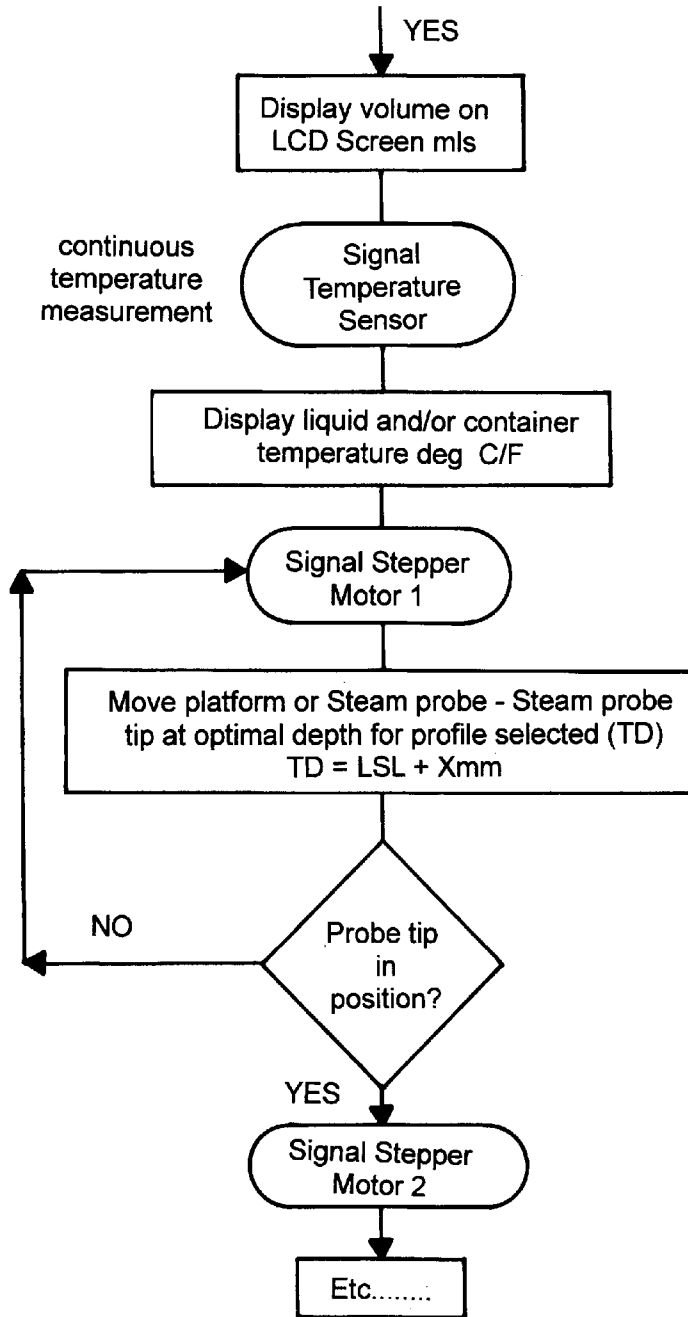 YES
Display volume on
LCD Screen mls
continuous
temperature
measurement
Signal
Temperature
Sensor
Display liquid and/or container
temperature deg C/F
Signal Stepper
Motor 1
Move platform or Steam probe - Steam probe
tip at optimal depth for profile selected (TD)
TD = LSL + Xmm
NO
Probe tip
in
position?
YES
Signal Stepper
Motor 2
Etc........